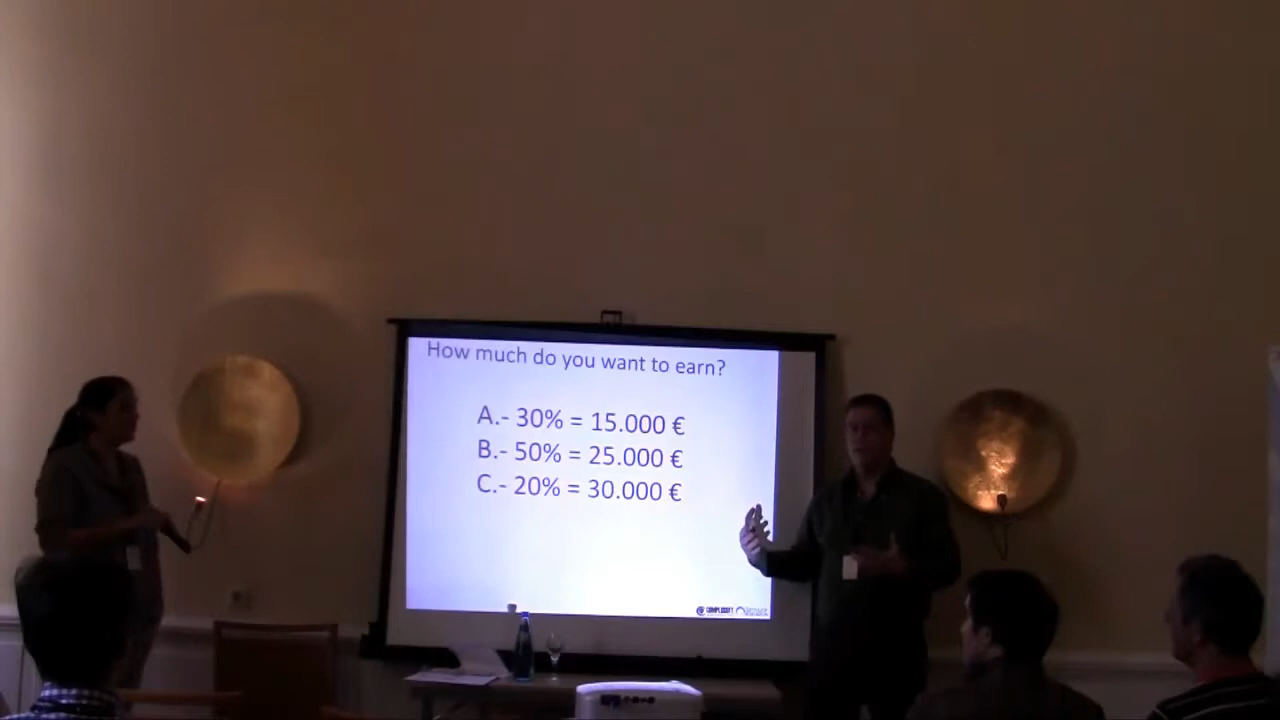 How much do you want to earn?
A.- 30% = 15.000 €
B.- 50% = 25.000 €
C.- 20% = 30.000 €